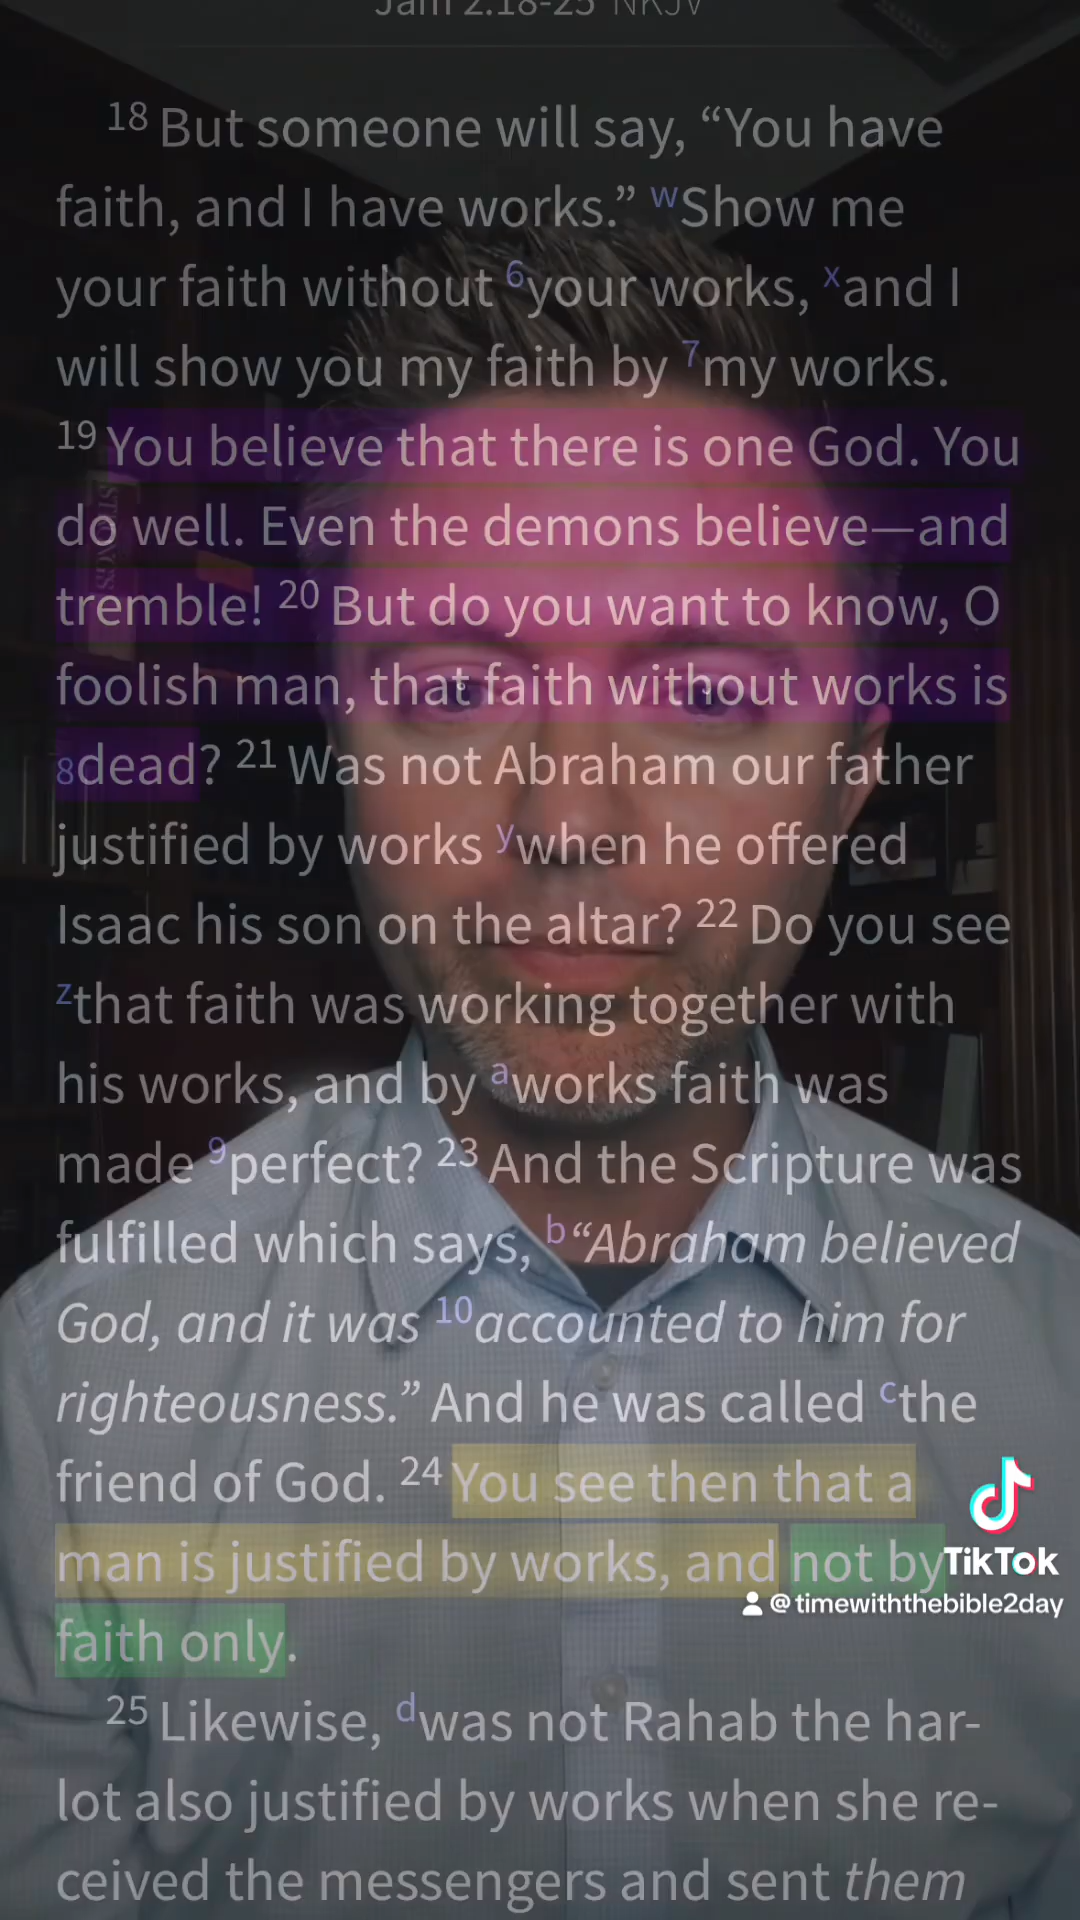 Jam 2:18-25 NKJV
18 But someone will say, “You have
faith, and I have works.” wShow me
your faith without 6your works, xand I
will show you my faith by 7my works.
19 You believe that there is one God. You
do well. Even the demons believe—and
tremble! 20 But do you want to know, O
foolish man, that faith without works is
8dead? 21 Was not Abraham our father
justified by works ywhen he offered
Isaac his son on the altar? 22 Do you see
zthat faith was working together with
his works, and by aworks faith was
made 9perfect? 23 And the Scripture was
fulfilled which says, b“Abraham believed
God, and it was 10accounted to him for
righteousness.” And he was called cthe
friend of God. 24 You see then that a
man is justified by works, and not by
faith only.
25 Likewise, dwas not Rahab the har-
lot also justified by works when she re-
ceived the messengers and sent them
STRONG'S
TikTok
@timewiththebible2day